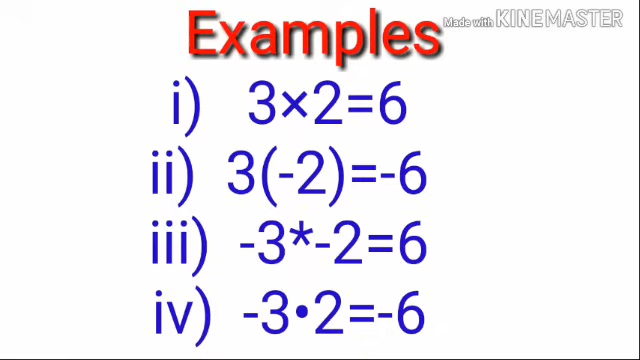 Examples
Made with KINEMASTER
i) 3×2=6
ii) 3(-2)=-6
iii) -3*-2=6
iv) -3•2=-6